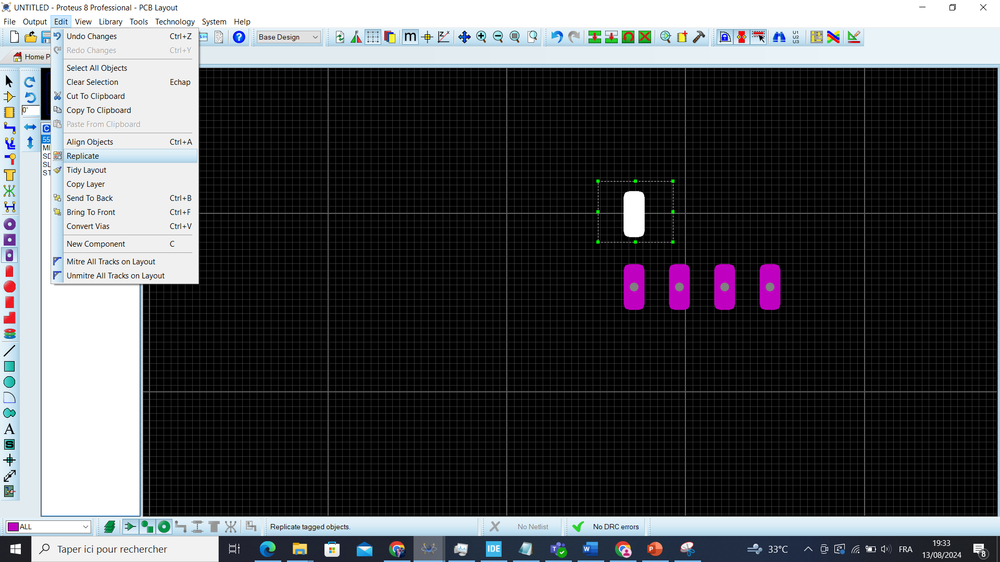 UNTITLED - Proteus 8 Professional - PCB Layout
File Output Edit View Library Tools Technology System Help
Base Design
Home P
Undo Changes Ctrl+Z
Redo Changes Ctrl+Y
Select All Objects
Clear Selection Echap
Cut To Clipboard
Copy To Clipboard
Paste From Clipboard
Align Objects Ctrl+A
Replicate
Tidy Layout
Copy Layer
Send To Back Ctrl+B
Bring To Front Ctrl+F
Convert Vias Ctrl+V
New Component C
Mitre All Tracks on Layout
Unmitre All Tracks on Layout
0°
C
55
MI
SD
SL
ST
ALL
Replicate tagged objects.
No Netlist
No DRC errors
Taper ici pour rechercher
IDE
33°C
FRA
19:33
13/08/2024
8